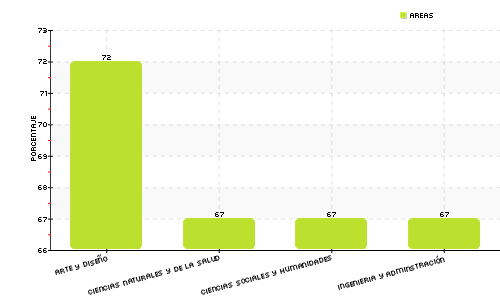 AREAS
73
72
71
70
69
68
67
66
PORCENTAJE
72
67
67
67
ARTE Y DISEÑO
CIENCIAS NATURALES Y DE LA SALUD
CIENCIAS SOCIALES Y HUMANIDADES
INGENIERIA Y ADMINSTRACIÓN